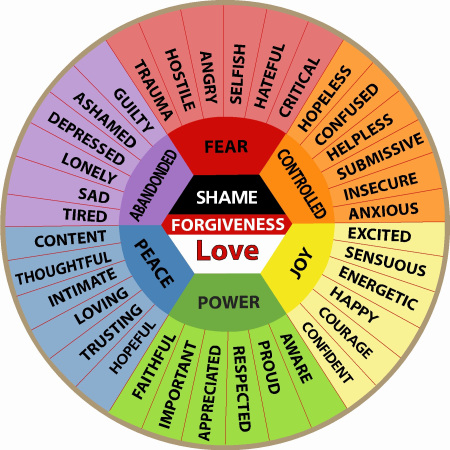 TRAUMA
HOSTILE
ANGRY
SELFISH
HATEFUL
CRITICAL
HOPELESS
CONFUSED
HELPLESS
SUBMISSIVE
INSECURE
ANXIOUS
EXCITED
SENSUOUS
ENERGETIC
HAPPY
COURAGE
CONFIDENT
AWARE
PROUD
RESPECTED
APPRECIATED
IMPORTANT
FAITHFUL
HOPEFUL
TRUSTING
LOVING
INTIMATE
THOUGHTFUL
CONTENT
TIRED
SAD
LONELY
DEPRESSED
ASHAMED
GUILTY
FEAR
CONTROLLED
JOY
POWER
PEACE
ABANDONDED
SHAME
FORGIVENESS
Love